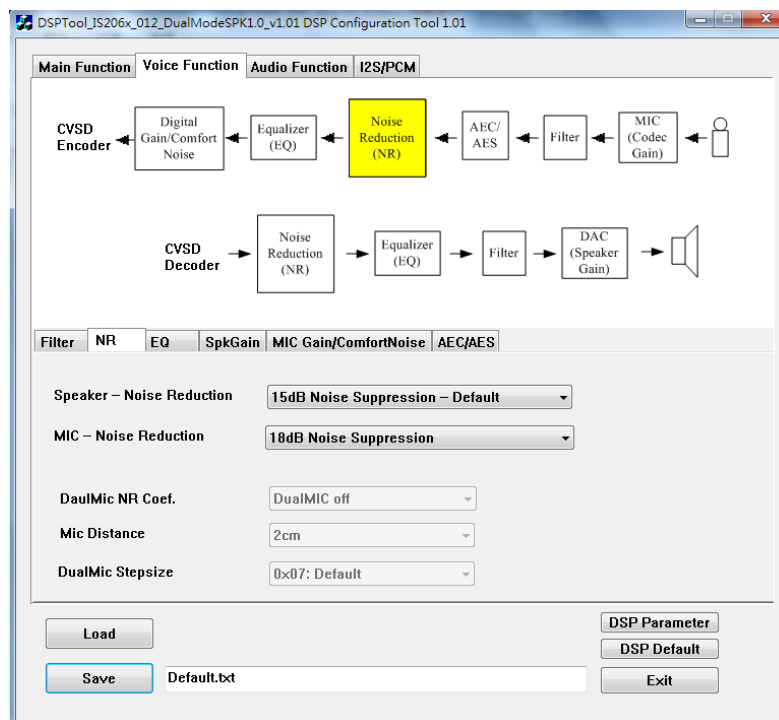 DSPTool_IS206x_012_DualModeSPK1.0_v1.01 DSP Configuration Tool 1.01
Main Function Voice Function Audio Function I2S/PCM
CVSD
Encoder
Digital
Gain/Comfort
Noise
Equalizer
(EQ)
Noise
Reduction
(NR)
AEC/
AES
Filter
MIC
(Codec
Gain)
CVSD
Decoder
Noise
Reduction
(NR)
Equalizer
(EQ)
Filter
DAC
(Speaker
Gain)
Filter NR EQ SpkGain MIC Gain/ComfortNoise AEC/AES
Speaker – Noise Reduction 15dB Noise Suppression – Default
MIC – Noise Reduction 18dB Noise Suppression
DaulMic NR Coef. DualMIC off
Mic Distance 2cm
DualMic Stepsize 0x07: Default
Load
DSP Parameter
DSP Default
Save Default.txt Exit